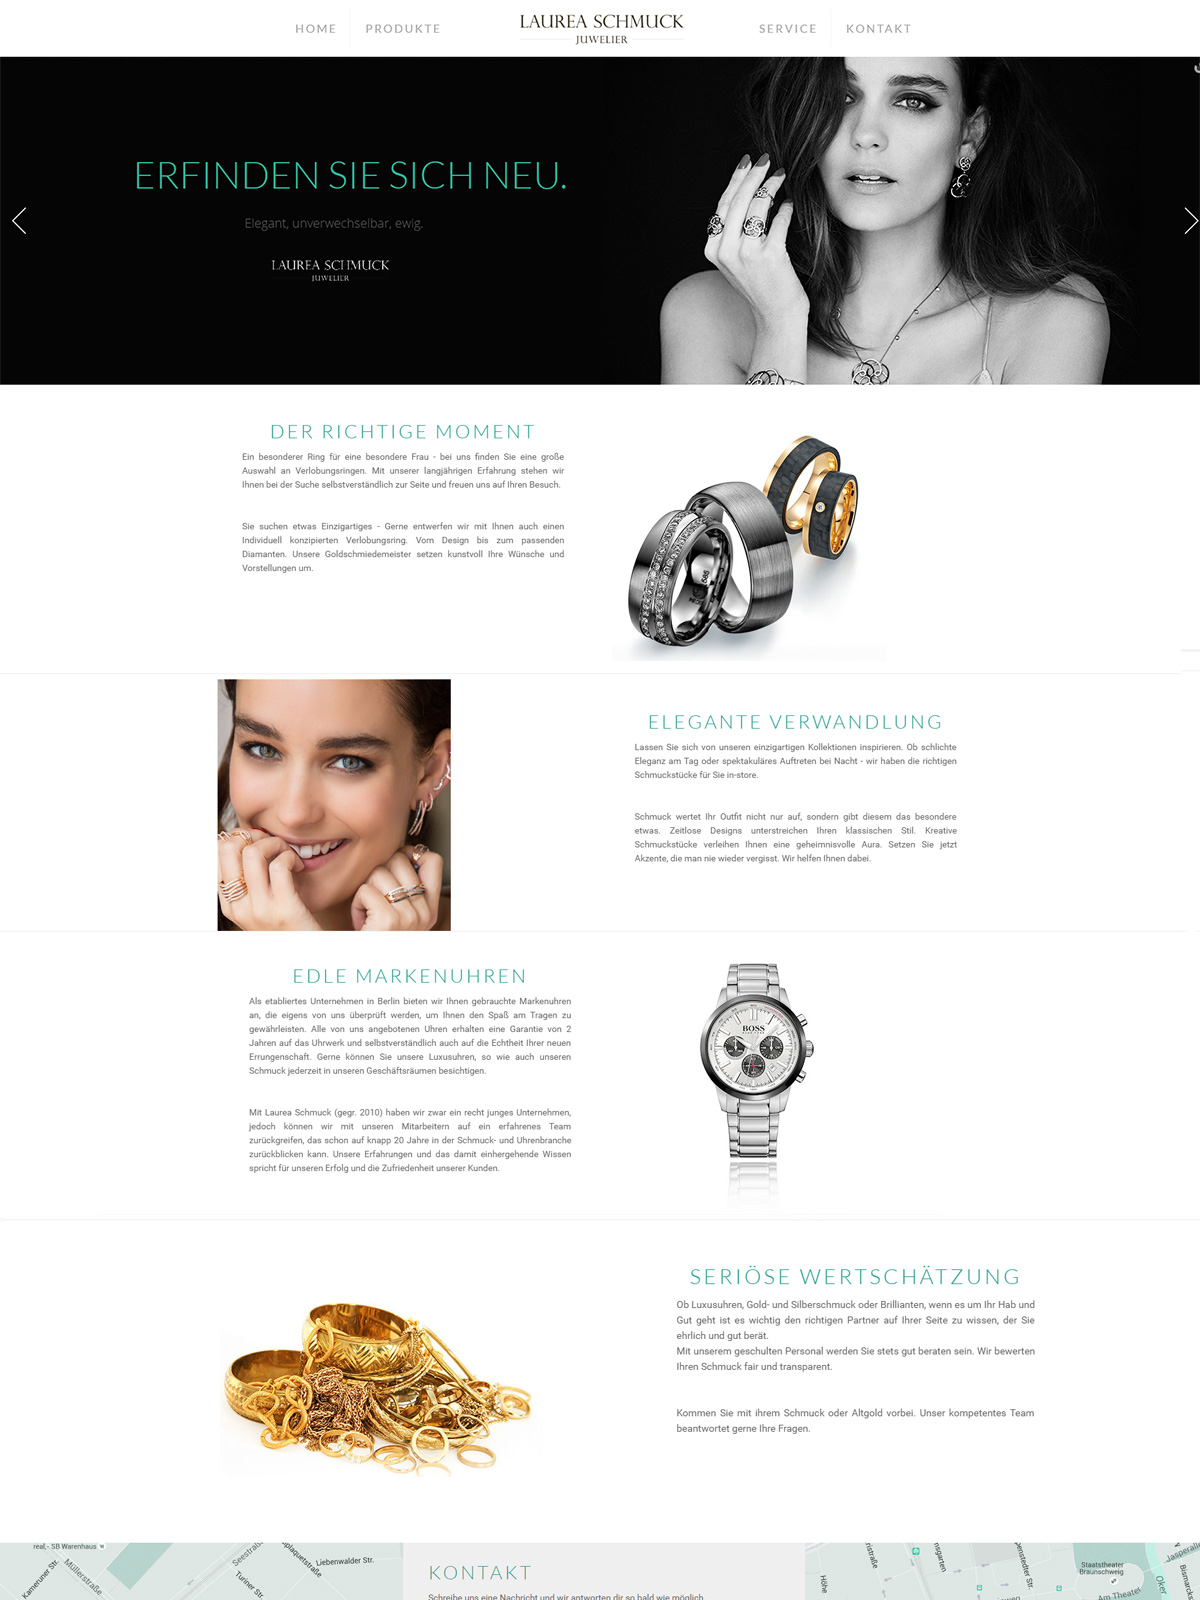 HOME
PRODUKTE
LAUREA SCHMUCK
JUWELIER
SERVICE
KONTAKT
ERFINDEN SIE SICH NEU.
Elegant, unverwechselbar, ewig.
LAUREA SCHMUCK
JUWELIER
DER RICHTIGE MOMENT
Ein besonderer Ring für eine besondere Frau - bei uns finden Sie eine große
Auswahl an Verlobungsringen. Mit unserer langjährigen Erfahrung stehen wir
Ihnen bei der Suche selbstverständlich zur Seite und freuen uns auf Ihren Besuch.
Sie suchen etwas Einzigartiges - Gerne entwerfen wir mit Ihnen auch einen
Individuell konzipierten Verlobungsring. Vom Design bis zum passenden
Diamanten. Unsere Goldschmiedemeister setzen kunstvoll Ihre Wünsche und
Vorstellungen um.
585
ELEGANTE VERWANDLUNG
Lassen Sie sich von unseren einzigartigen Kollektionen inspirieren. Ob schlichte
Eleganz am Tag oder spektakuläres Auftreten bei Nacht - wir haben die richtigen
Schmuckstücke für Sie in-store.
Schmuck wertet Ihr Outfit nicht nur auf, sondern gibt diesem das besondere
etwas. Zeitlose Designs unterstreichen Ihren klassischen Stil. Kreative
Schmuckstücke verleihen Ihnen eine geheimnisvolle Aura. Setzen Sie jetzt
Akzente, die man nie wieder vergisst. Wir helfen Ihnen dabei.
EDLE MARKENUHREN
Als etabliertes Unternehmen in Berlin bieten wir Ihnen gebrauchte Markenuhren
an, die eigens von uns überprüft werden, um Ihnen den Spaß am Tragen zu
gewährleisten. Alle von uns angebotenen Uhren erhalten eine Garantie von 2
Jahren auf das Uhrwerk und selbstverständlich auch auf die Echtheit Ihrer neuen
Errungenschaft. Gerne können Sie unsere Luxusuhren, so wie auch unseren
Schmuck jederzeit in unseren Geschäftsräumen besichtigen.
Mit Laurea Schmuck (gegr. 2010) haben wir zwar ein recht junges Unternehmen,
jedoch können wir mit unseren Mitarbeitern auf ein erfahrenes Team
zurückgreifen, das schon auf knapp 20 Jahre in der Schmuck- und Uhrenbranche
zurückblicken kann. Unsere Erfahrungen und das damit einhergehende Wissen
spricht für unseren Erfolg und die Zufriedenheit unserer Kunden.
BOSS
SERIÖSE WERTSCHÄTZUNG
Ob Luxusuhren, Gold- und Silberschmuck oder Brillianten, wenn es um Ihr Hab und
Gut geht ist es wichtig den richtigen Partner auf Ihrer Seite zu wissen, der Sie
ehrlich und gut berät.
Mit unserem geschulten Personal werden Sie stets gut beraten sein. Wir bewerten
Ihren Schmuck fair und transparent.
Kommen Sie mit ihrem Schmuck oder Altgold vorbei. Unser kompetentes Team
beantwortet gerne Ihre Fragen.
real,- SB Warenhaus
Kameruner Str.
Müllerstraße
Seestraße
Turiner Str.
Liebenwalder Str.
KONTAKT
Schreibe uns eine Nachricht und wir antworten dir so bald wie möglich
Höhe
Staatstheater
Braunschweig
Am Theater
Oker